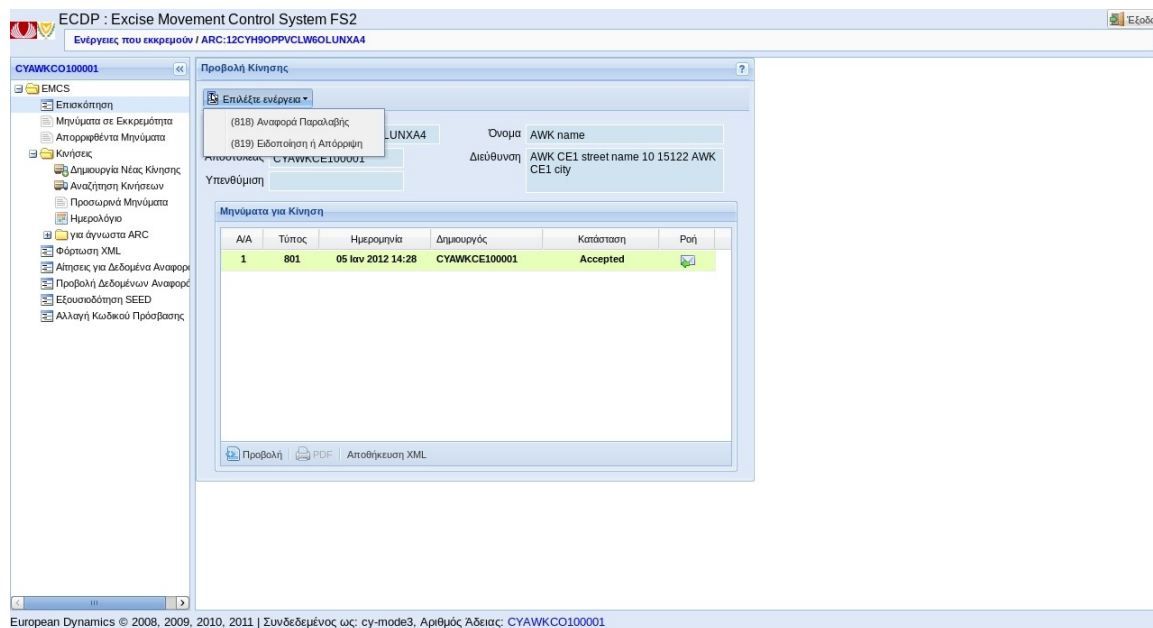 ECDP : Excise Movement Control System FS2
Ενέργειες που εκκρεμούν / ARC:12CYH9OPPVCLW6OLUNXA4
CYAWKCO100001
EMCS
Επισκόπηση
Μηνύματα σε Εκκρεμότητα
Απορριφθέντα Μηνύματα
Κινήσεις
Δημιουργία Νέας Κίνησης
Αναζήτηση Κινήσεων
Προσωρινά Μηνύματα
Ημερολόγιο
για άγνωστα ARC
Φόρτωση XML
Αίτησεις για Δεδομένα Αναφορ
Προβολή Δεδομένων Αναφορ
Εξουσιοδότηση SEED
Αλλαγή Κωδικού Πρόσβασης
Προβολή Κίνησης
?
Επιλέξτε ενέργεια
(818) Αναφορά Παραλαβής
(819) Ειδοποίηση ή Απόρριψη
LUNXA4
Όνομα AWK name
Αποστολέας CYAWKCE100001
Διεύθυνση AWK CE1 street name 10 15122 AWK
CE1 city
Υπενθύμιση
Μηνύματα για Κίνηση
Α/Α Τύπος Ημερομηνία Δημιουργός Κατάσταση Ροή
1 801 05 Ιαν 2012 14:28 CYAWKCE100001 Accepted
Προβολή PDF Αποθήκευση XML
Έξοδο
European Dynamics © 2008, 2009, 2010, 2011 | Συνδεδεμένος ως: cy-mode3, Αριθμός Άδειας: CYAWKCO100001